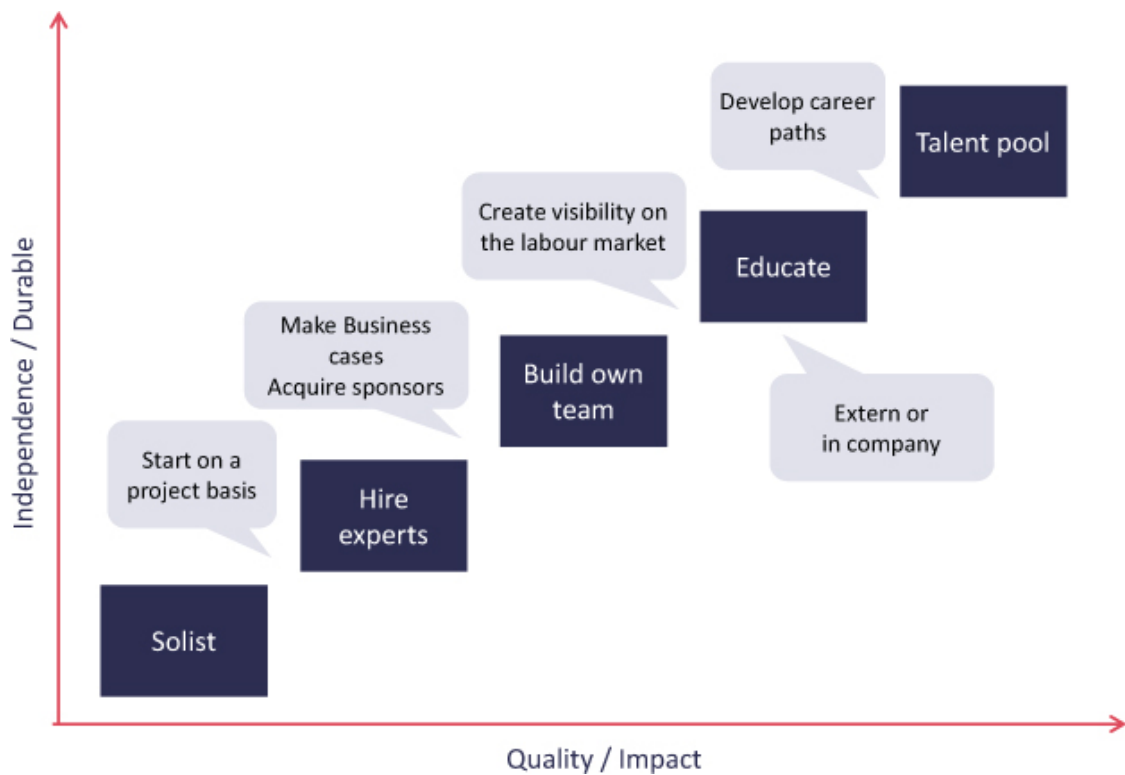 Develop career
paths
Talent pool
Create visibility on
the labour market
Educate
Make Business
cases
Acquire sponsors
Build own
team
Extern or
in company
Start on a
project basis
Hire
experts
Solist
Independence / Durable
Quality / Impact